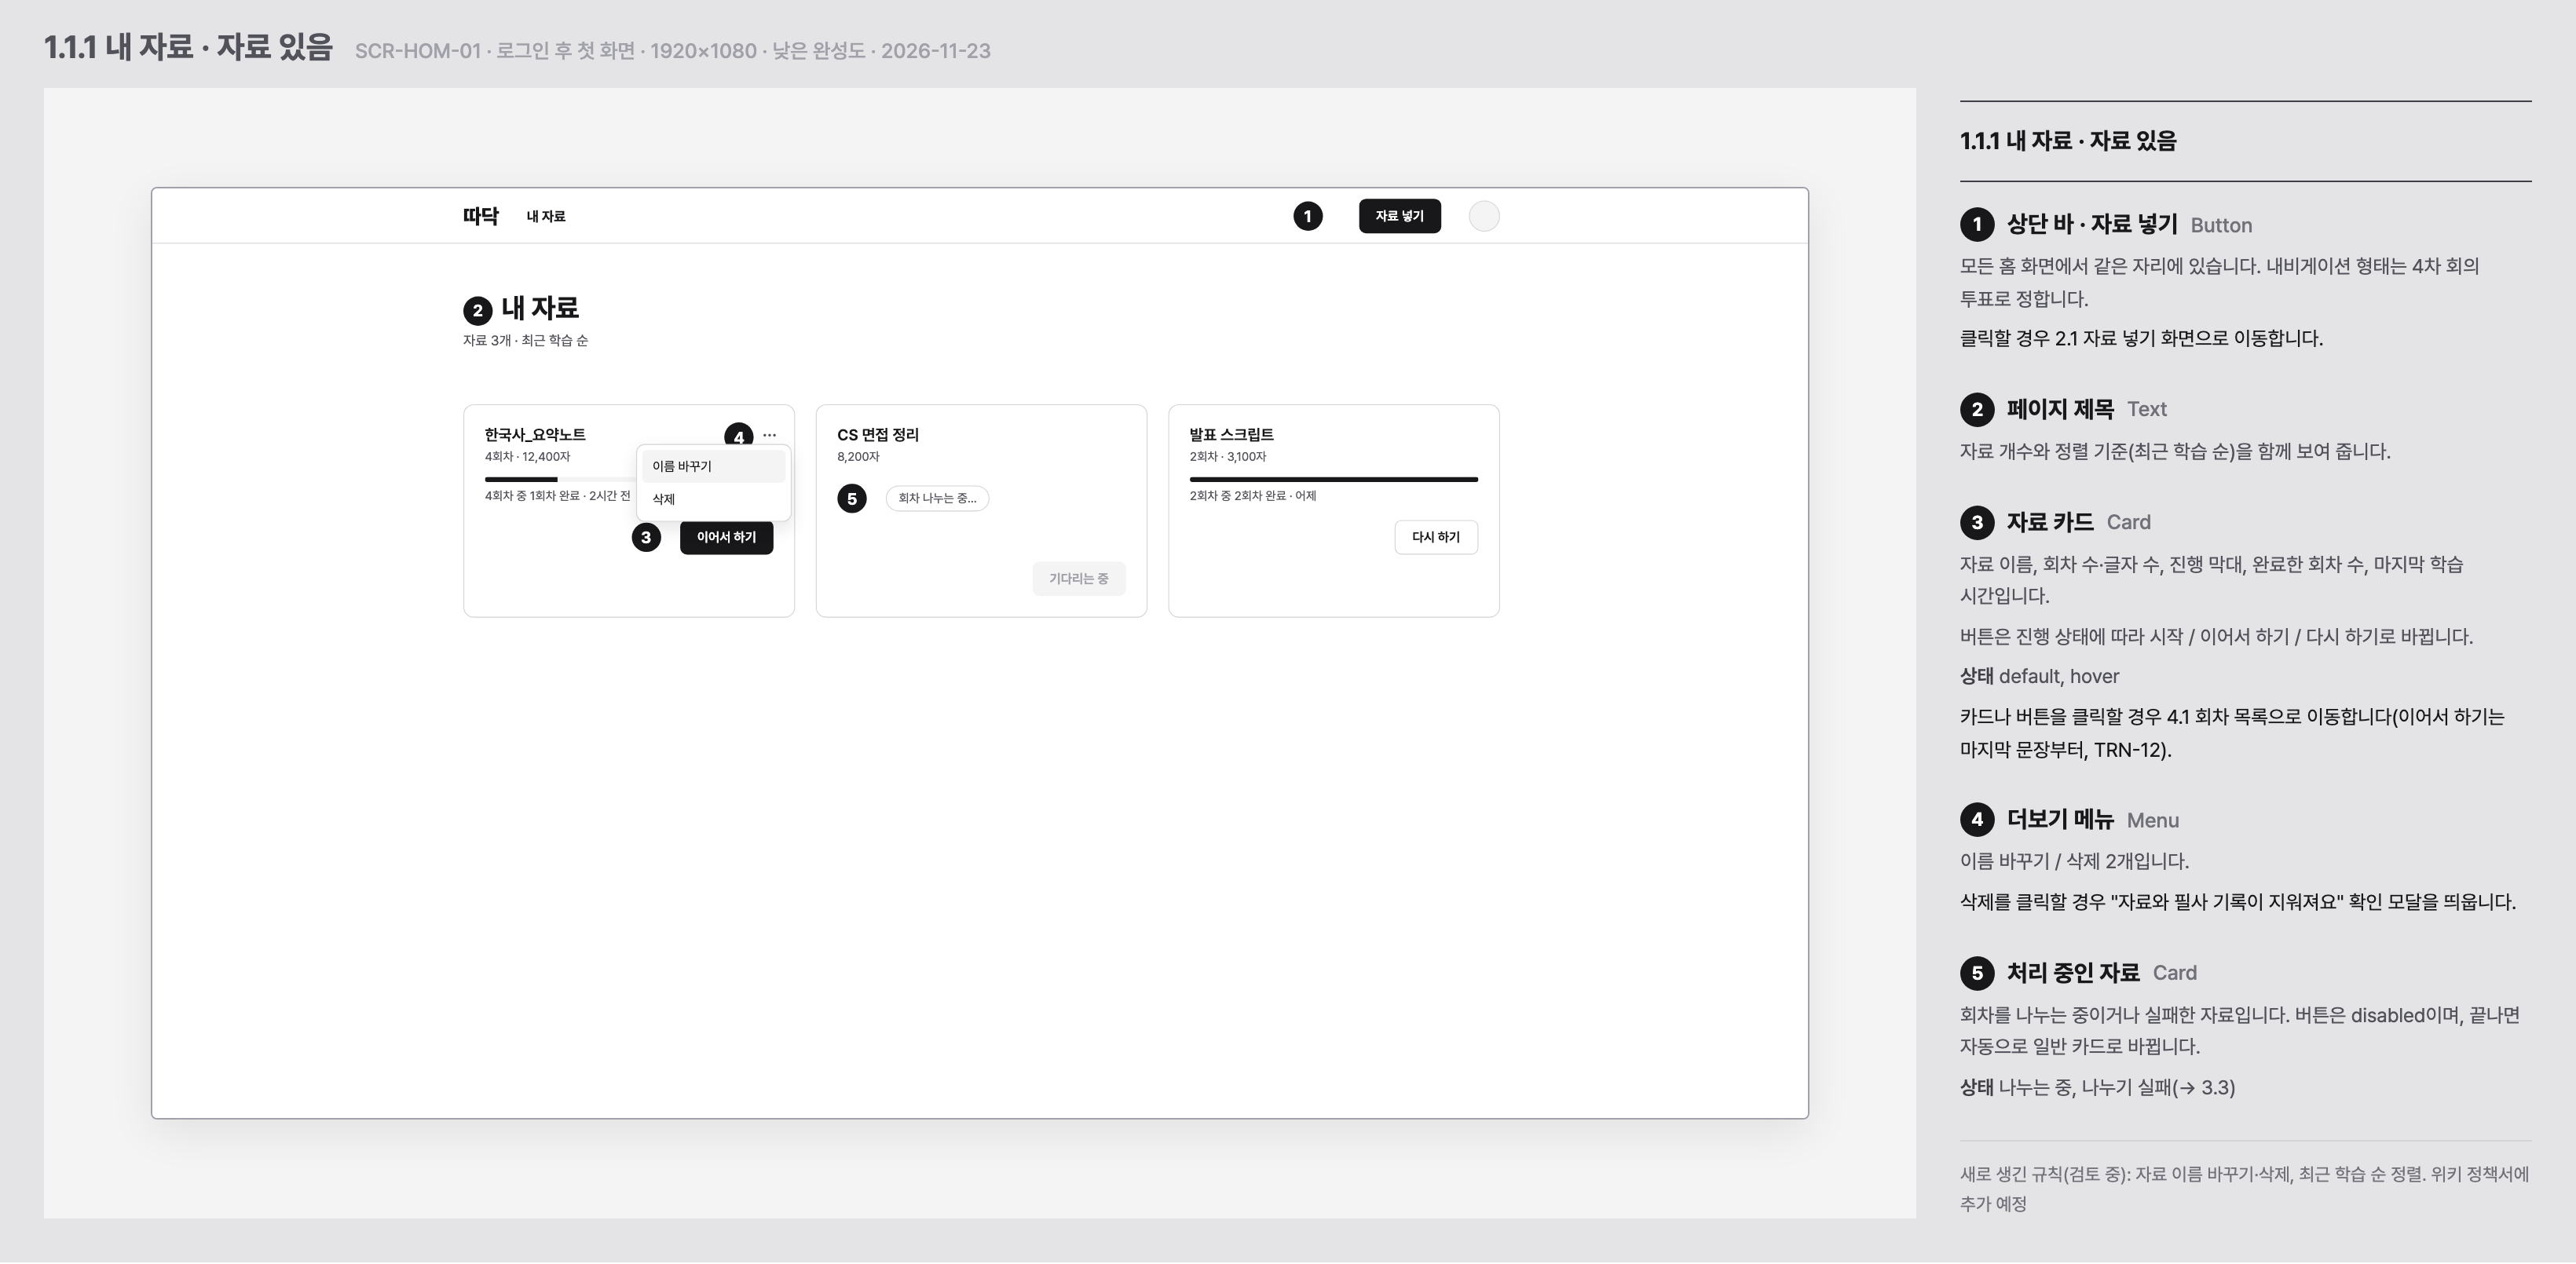 1.1.1 내 자료 · 자료 있음 SCR-HOM-01 · 로그인 후 첫 화면 · 1920×1080 · 낮은 완성도 · 2026-11-23
따닥 내 자료 1 자료 넣기
2 내 자료
자료 3개 · 최근 학습 순
한국사_요약노트 4 ···
4회차 · 12,400자
이름 바꾸기
삭제
4회차 중 1회차 완료 · 2시간 전
3 이어서 하기
CS 면접 정리
8,200자
5 회차 나누는 중...
기다리는 중
발표 스크립트
2회차 · 3,100자
2회차 중 2회차 완료 · 어제
다시 하기
1.1.1 내 자료 · 자료 있음
1 상단 바 · 자료 넣기 Button
모든 홈 화면에서 같은 자리에 있습니다. 내비게이션 형태는 4차 회의
투표로 정합니다.
클릭할 경우 2.1 자료 넣기 화면으로 이동합니다.
2 페이지 제목 Text
자료 개수와 정렬 기준(최근 학습 순)을 함께 보여 줍니다.
3 자료 카드 Card
자료 이름, 회차 수·글자 수, 진행 막대, 완료한 회차 수, 마지막 학습
시간입니다.
버튼은 진행 상태에 따라 시작 / 이어서 하기 / 다시 하기로 바뀝니다.
상태 default, hover
카드나 버튼을 클릭할 경우 4.1 회차 목록으로 이동합니다(이어서 하기는
마지막 문장부터, TRN-12).
4 더보기 메뉴 Menu
이름 바꾸기 / 삭제 2개입니다.
삭제를 클릭할 경우 "자료와 필사 기록이 지워져요" 확인 모달을 띄웁니다.
5 처리 중인 자료 Card
회차를 나누는 중이거나 실패한 자료입니다. 버튼은 disabled이며, 끝나면
자동으로 일반 카드로 바뀝니다.
상태 나누는 중, 나누기 실패(→ 3.3)
새로 생긴 규칙(검토 중): 자료 이름 바꾸기·삭제, 최근 학습 순 정렬. 위키 정책서에
추가 예정